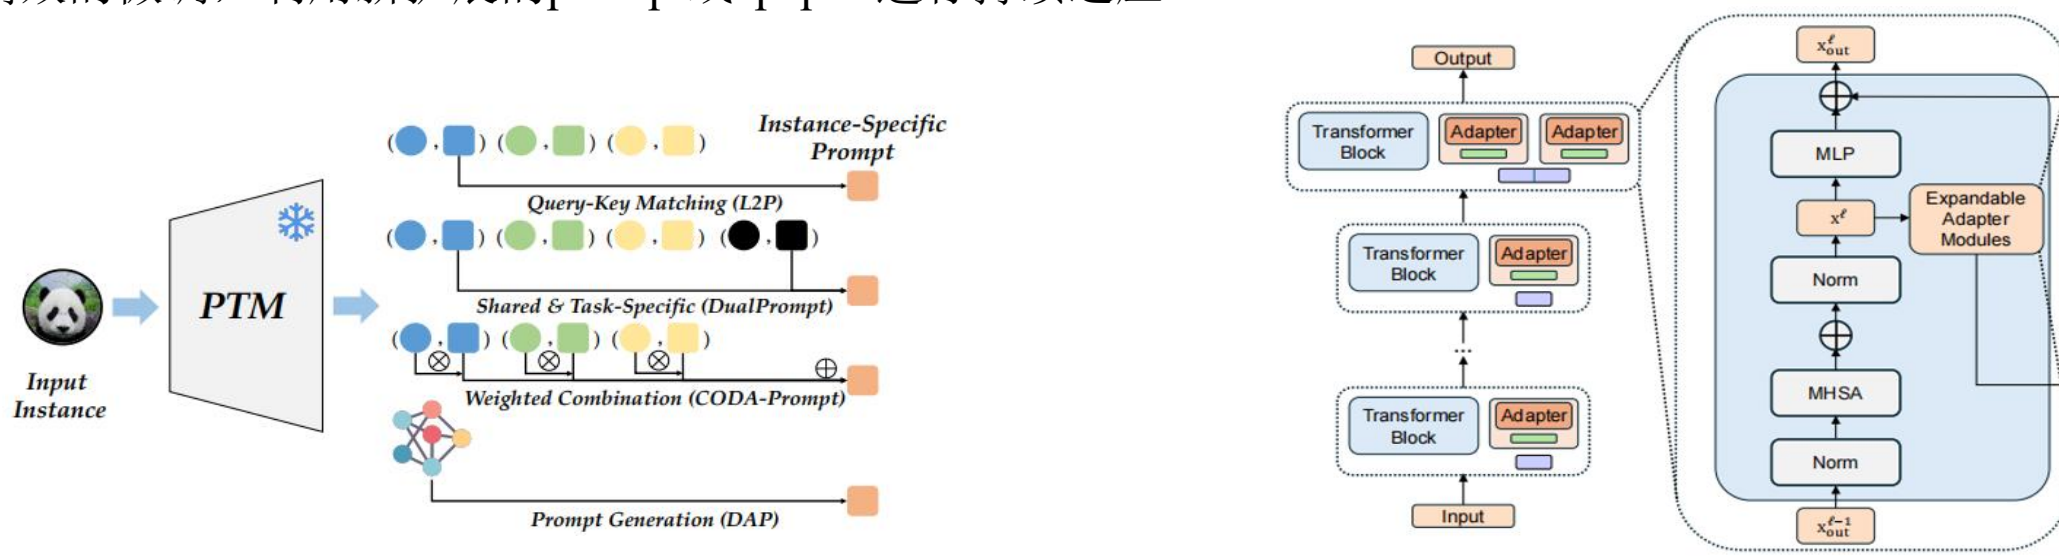 Instance-Specific
Prompt
( , ) ( , ) ( , )
Query-Key Matching (L2P)
( , ) ( , ) ( , ) ( , )
Shared & Task-Specific (DualPrompt)
( , ) ( , ) ( , )
Weighted Combination (CODA-Prompt)
Prompt Generation (DAP)
PTM
Input
Instance
Output
Transformer
Block
Adapter
Adapter
Transformer
Block
Adapter
...
Transformer
Block
Adapter
Input
x^ℓ_out
MLP
x^ℓ
Expandable
Adapter
Modules
Norm
MHSA
Norm
x^ℓ−1_out